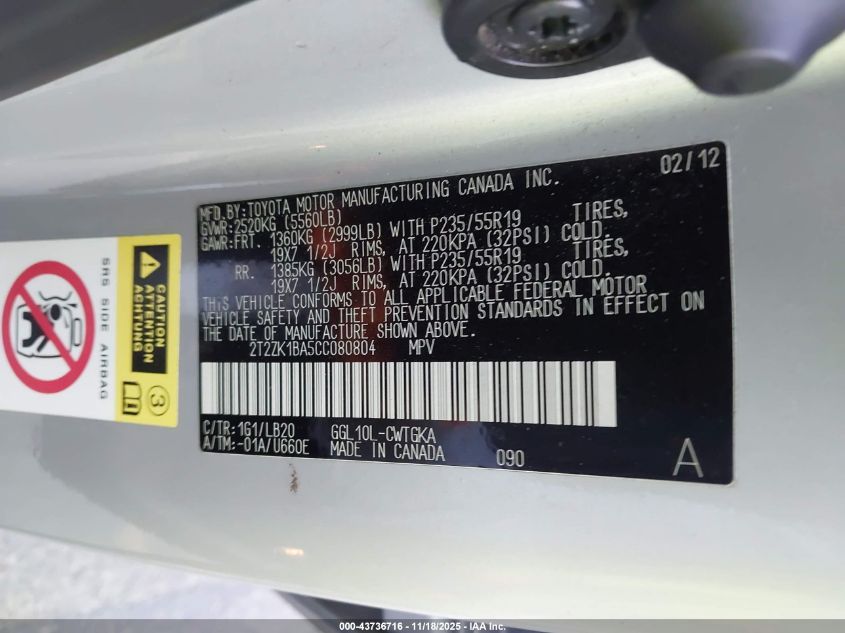 02/12
MFD.BY:TOYOTA MOTOR MANUFACTURING CANADA INC.
GVWR:2520KG (5560LB)
GAWR:FRT. 1360KG (2999LB) WITH P235/55R19 TIRES,
19X7 1/2J RIMS, AT 220KPA (32PSI) COLD.
RR. 1385KG (3056LB) WITH P235/55R19 TIRES,
19X7 1/2J RIMS, AT 220KPA (32PSI) COLD.
THIS VEHICLE CONFORMS TO ALL APPLICABLE FEDERAL MOTOR
VEHICLE SAFETY AND THEFT PREVENTION STANDARDS IN EFFECT ON
THE DATE OF MANUFACTURE SHOWN ABOVE.
2T2ZK1BA5CC080804 MPV
C/TR:1G1/LB20 GGL10L-CWTGKA
A/TM:-01A/U660E MADE IN CANADA 090
A
SRS SIDE AIRBAG
CAUTION
ATTENTION
ACHTUNG
3
000-43736716 - 11/18/2025 - IAA Inc.